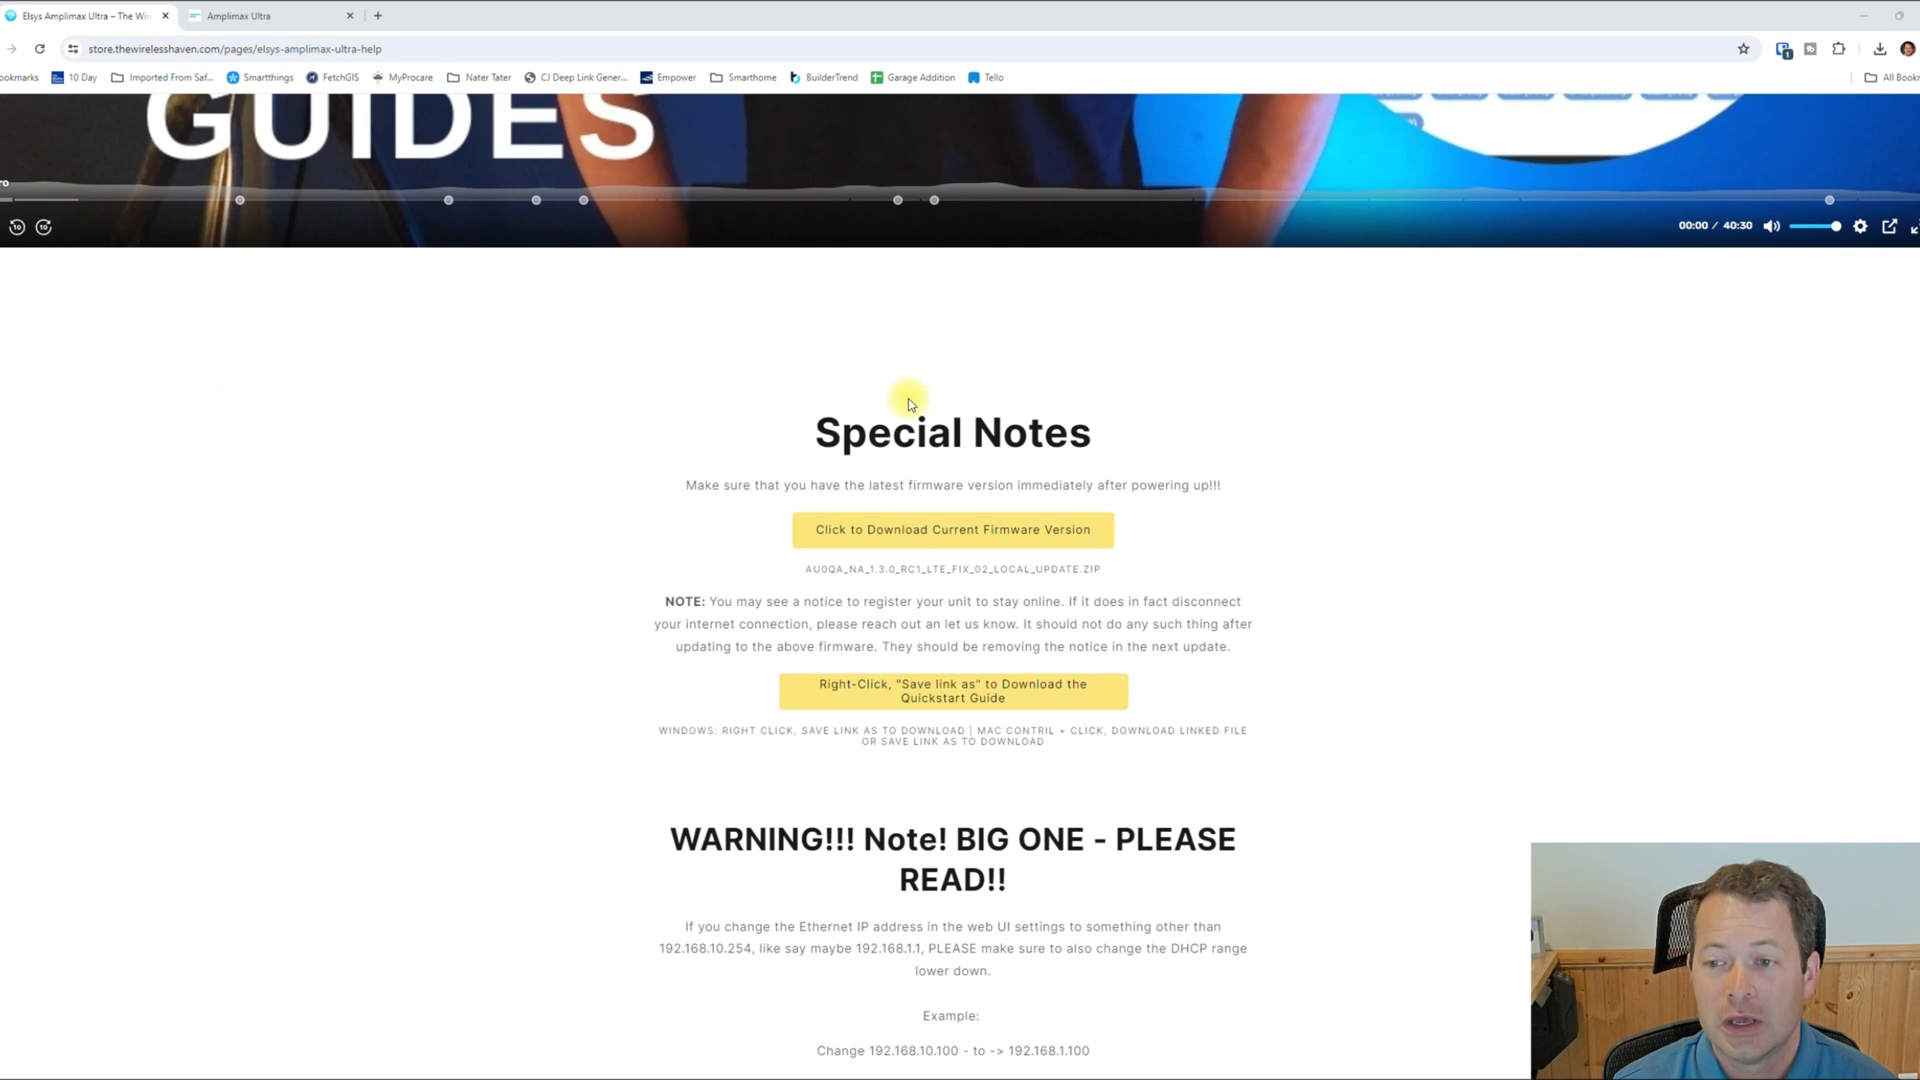 Elsys Amplimax Ultra – The Wir
Amplimax Ultra
store.thewirelesshaven.com/pages/elsys-amplimax-ultra-help
ookmarks 10 Day Imported From Saf... Smartthings FetchGIS MyProcare Nater Tater CJ Deep Link Gener... Empower Smarthome BuilderTrend Garage Addition Tello All Bookr
GUIDES
ro
10 10 00:00 / 40:30
Special Notes
Make sure that you have the latest firmware version immediately after powering up!!!
Click to Download Current Firmware Version
AU0QA_NA_1.3.0_RC1_LTE_FIX_02_LOCAL_UPDATE.ZIP
NOTE: You may see a notice to register your unit to stay online. If it does in fact disconnect
your internet connection, please reach out an let us know. It should not do any such thing after
updating to the above firmware. They should be removing the notice in the next update.
Right-Click, "Save link as" to Download the
Quickstart Guide
WINDOWS: RIGHT CLICK, SAVE LINK AS TO DOWNLOAD | MAC CONTRIL + CLICK, DOWNLOAD LINKED FILE
OR SAVE LINK AS TO DOWNLOAD
WARNING!!! Note! BIG ONE - PLEASE
READ!!
If you change the Ethernet IP address in the web UI settings to something other than
192.168.10.254, like say maybe 192.168.1.1, PLEASE make sure to also change the DHCP range
lower down.
Example:
Change 192.168.10.100 - to -> 192.168.1.100